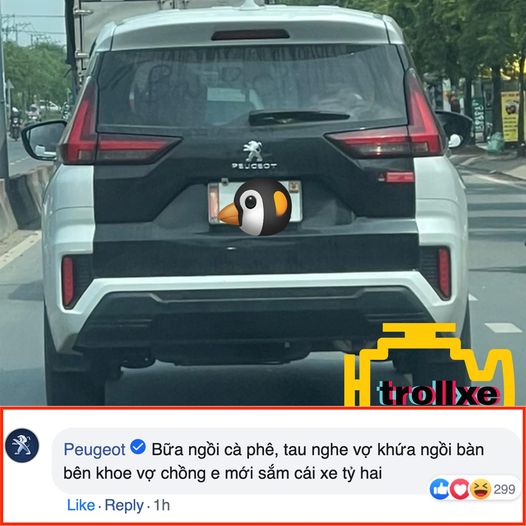 PEUGEOT
trollxe
Peugeot Bữa ngồi cà phê, tau nghe vợ khứa ngồi bàn
bên khoe vợ chồng e mới sắm cái xe tỷ hai
299
Like · Reply · 1h